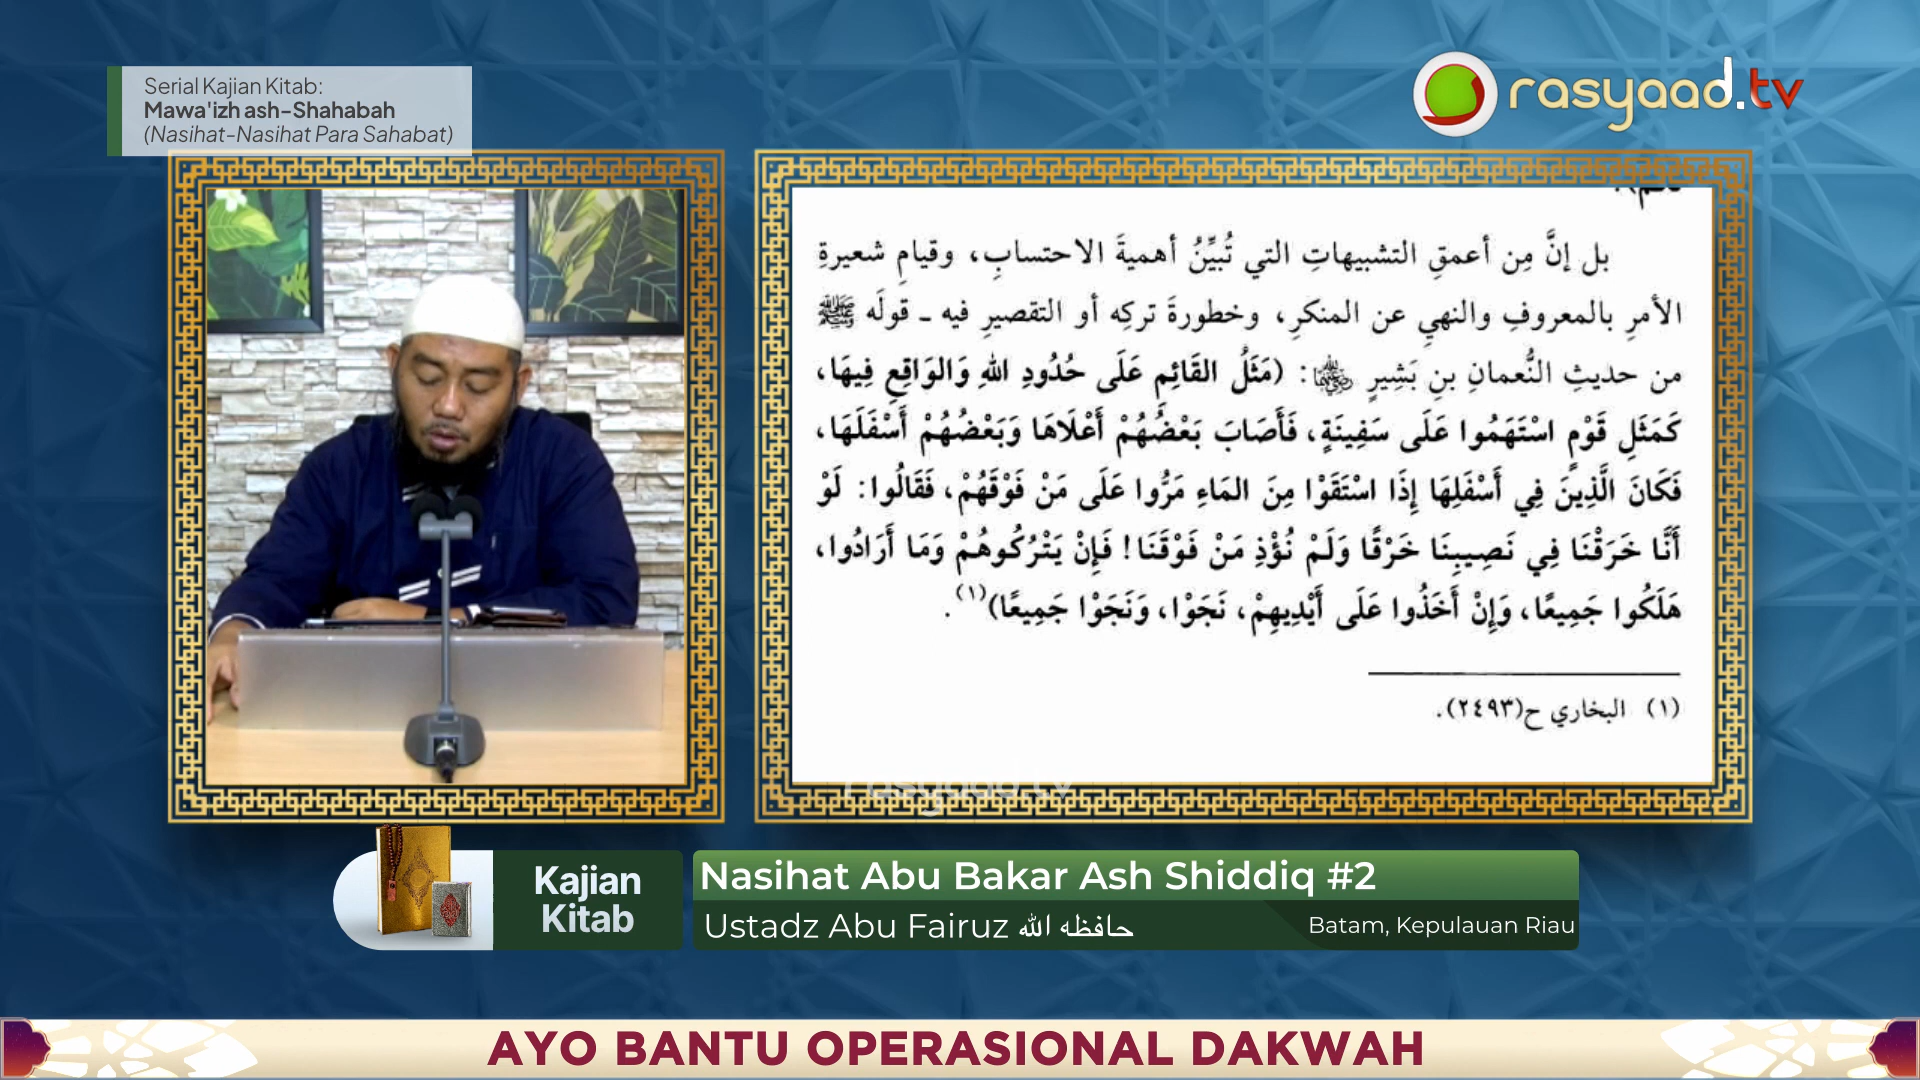 Serial Kajian Kitab:
Mawa'izh ash-Shahabah
(Nasihat-Nasihat Para Sahabat)
rasyaad.tv
بل إنَّ مِن أعمقِ التشبيهاتِ التي تُبيِّنُ أهميةَ الاحتسابِ، وقيامِ شعيرةِ
الأمرِ بالمعروفِ والنهيِ عن المنكرِ، وخطورةَ تركِه أو التقصيرِ فيه ـ قولَه ﷺ
من حديثِ النُّعمانِ بنِ بَشِيرٍ رضي الله عنهما: (مَثَلُ القَائِمِ عَلَى حُدُودِ اللهِ وَالوَاقِعِ فِيهَا،
كَمَثَلِ قَوْمٍ اسْتَهَمُوا عَلَى سَفِينَةٍ، فَأَصَابَ بَعْضُهُمْ أَعْلَاهَا وَبَعْضُهُمْ أَسْفَلَهَا،
فَكَانَ الَّذِينَ فِي أَسْفَلِهَا إِذَا اسْتَقَوْا مِنَ المَاءِ مَرُّوا عَلَى مَنْ فَوْقَهُمْ، فَقَالُوا: لَوْ
أَنَّا خَرَقْنَا فِي نَصِيبِنَا خَرْقًا وَلَمْ نُؤْذِ مَنْ فَوْقَنَا! فَإِنْ يَتْرُكُوهُمْ وَمَا أَرَادُوا،
هَلَكُوا جَمِيعًا، وَإِنْ أَخَذُوا عَلَى أَيْدِيهِمْ، نَجَوْا، وَنَجَوْا جَمِيعًا)(١).
(١) البخاري ح(٢٤٩٣).
rasyaad.tv
Kajian
Kitab
Nasihat Abu Bakar Ash Shiddiq #2
Ustadz Abu Fairuz حافظه الله
Batam, Kepulauan Riau
AYO BANTU OPERASIONAL DAKWAH